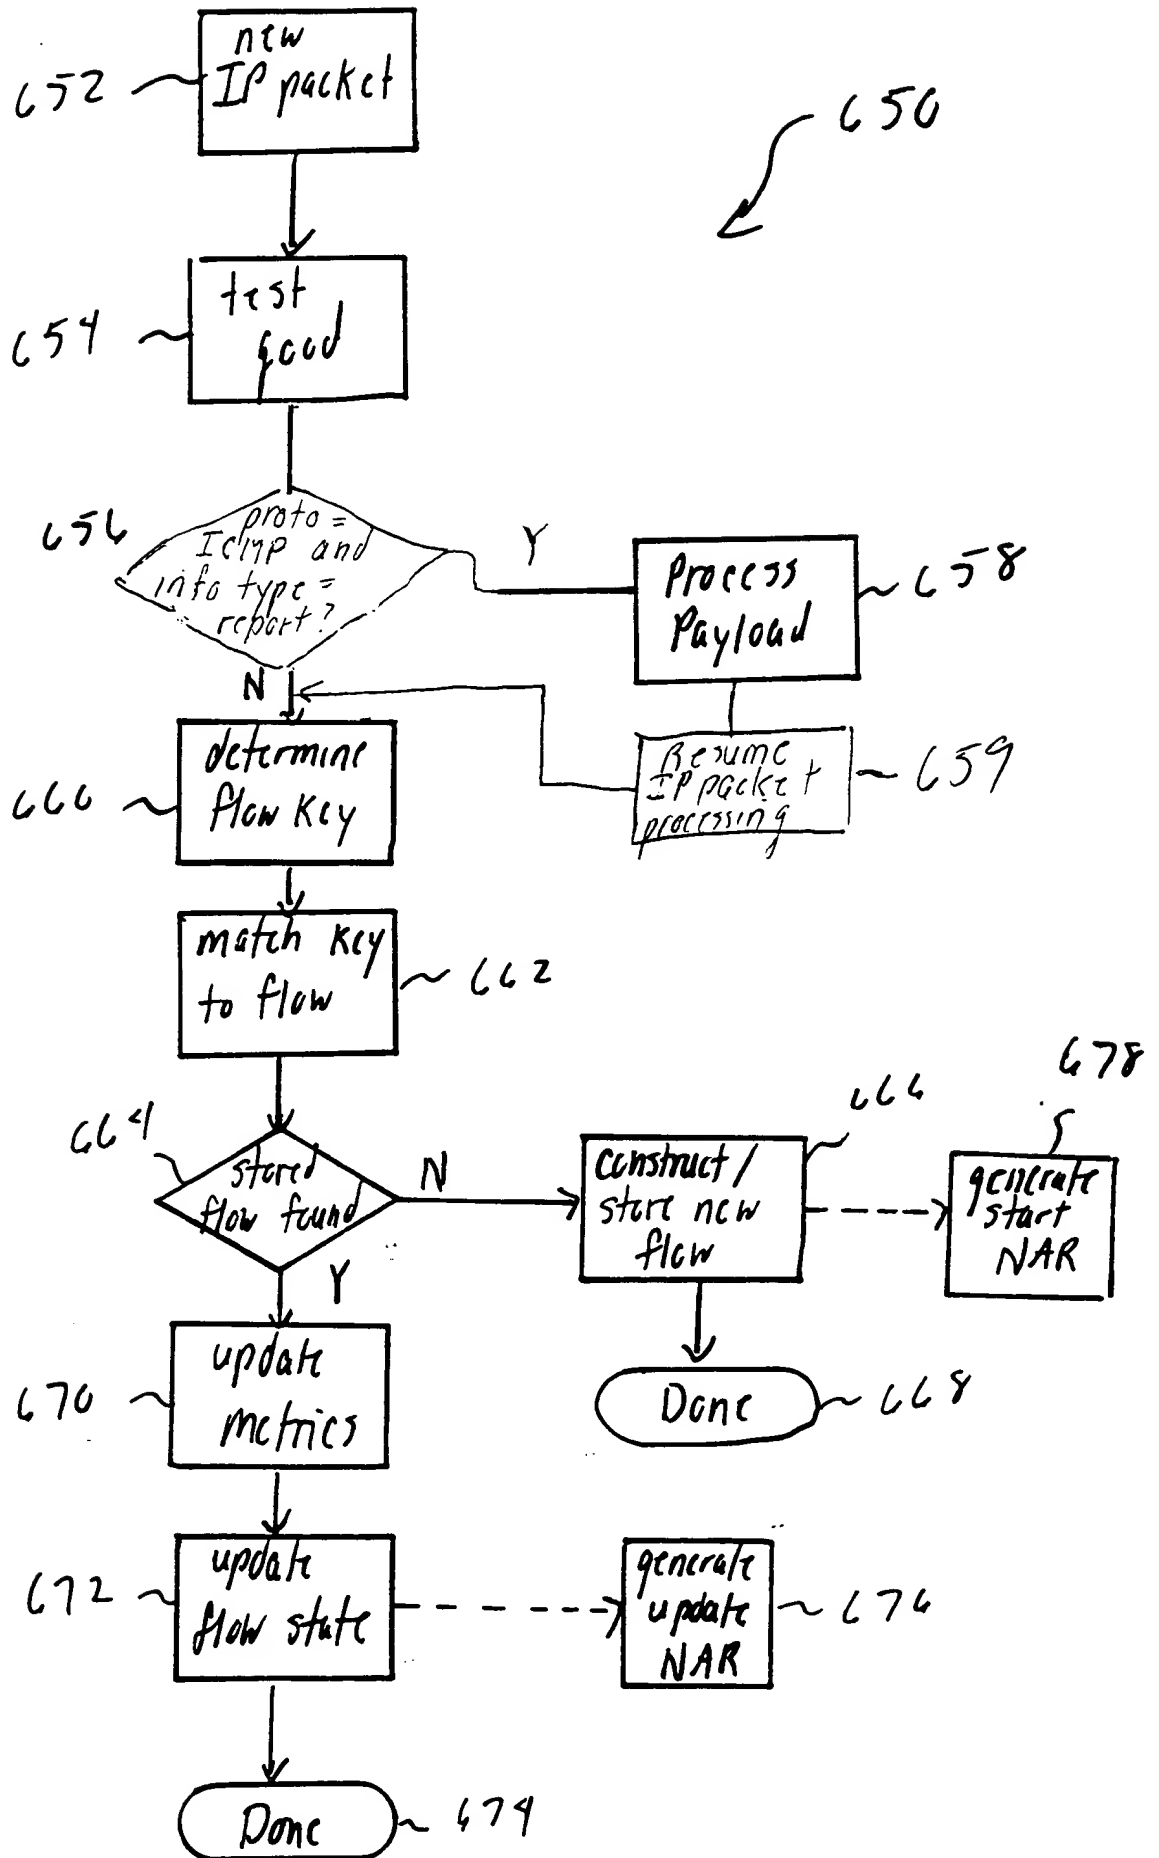 new
IP packet
652
650
test
good
654
656
proto =
ICMP and
info type =
report?
Y
Process
Payload
658
N
Resume
IP packet
processing
659
determine
flow key
660
match key
to flow
662
664
stored
flow found
N
Y
construct/
store new
flow
666
678
generate
start
NAR
update
metrics
670
Done
668
update
flow state
672
generate
update
NAR
676
Done
674